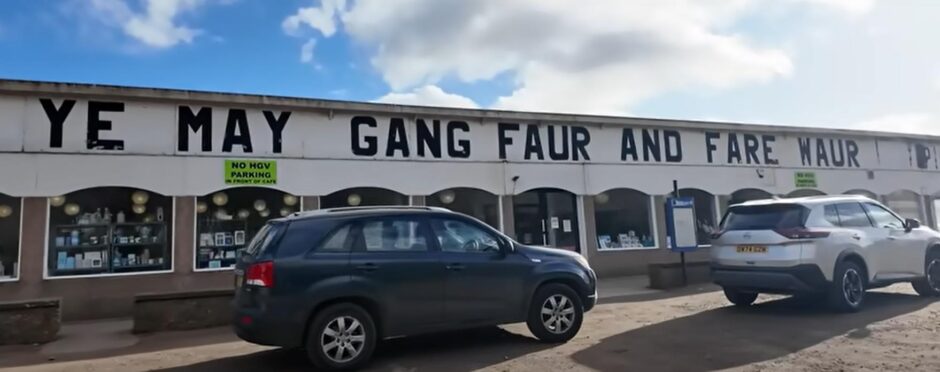 YE MAY GANG FAUR AND FARE WAUR
NO HGV
PARKING
IN FRONT OF CAFE